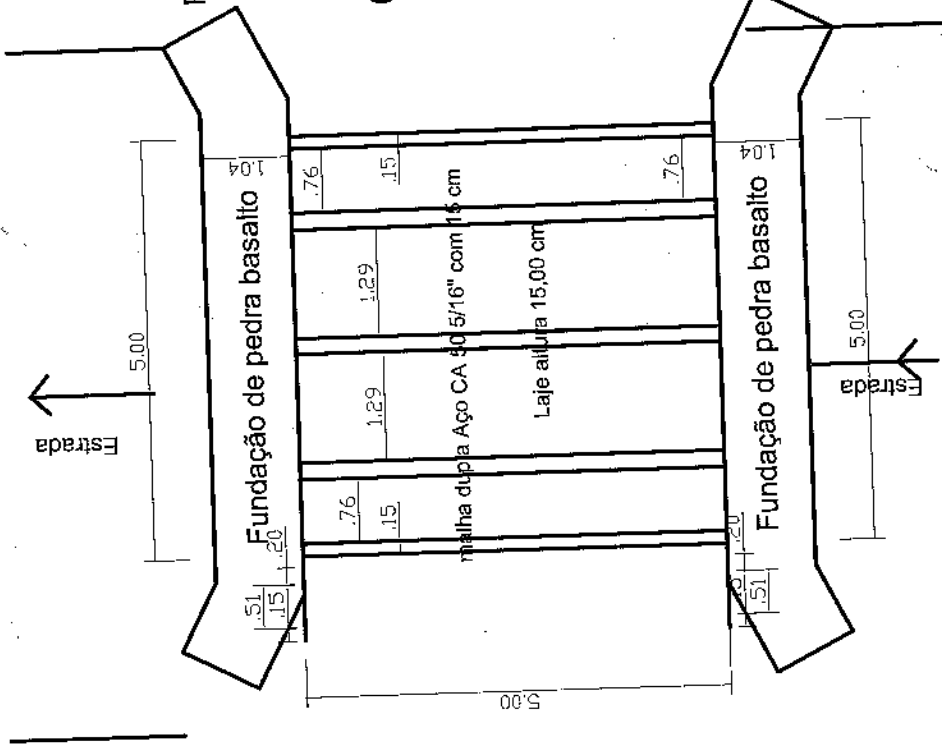 1.04
.76
.15
.76
1.04
Fundação de pedra basalto
1.29
malha dupla Aço CA 50 5/16" com 15 cm
Laje altura 15,00 cm
Fundação de pedra basalto
5.00
5.00
Estrada
Estrada
1.29
.76
.15
.20
.20
.51
.15
.51
5.00